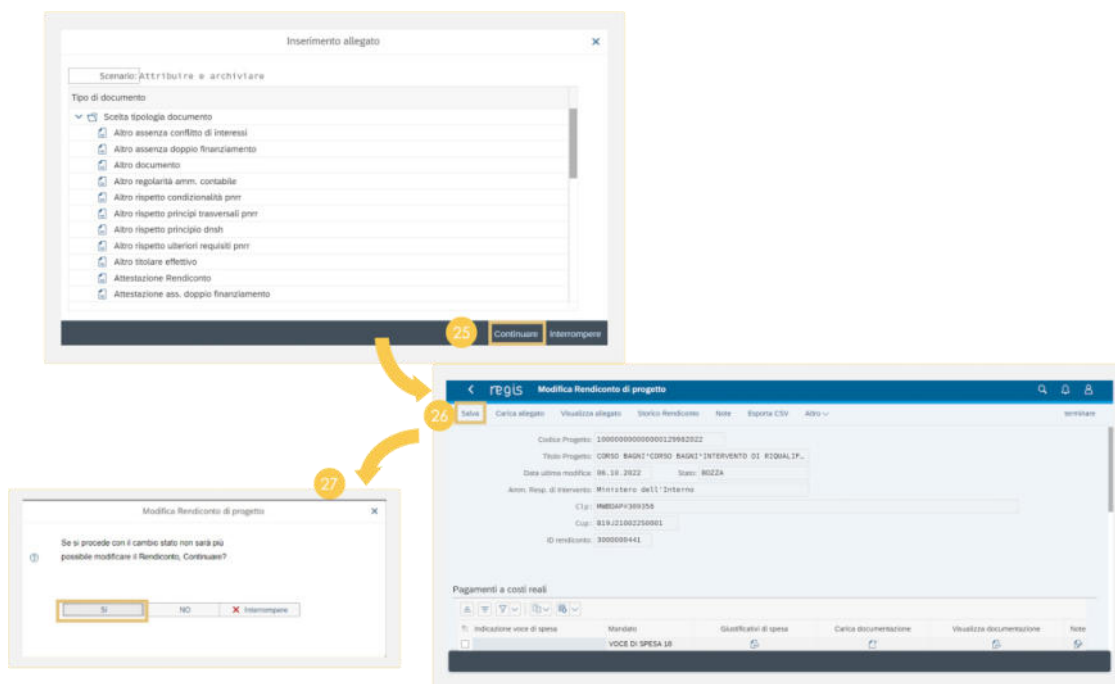 Inserimento allegato
Scenario: Attribuire e archiviare
Tipo di documento
Scelta tipologia documento
Altro assenza conflitto di interessi
Altro assenza doppio finanziamento
Altro documento
Altro regolarità amm. contabile
Altro rispetto condizionalità pnrr
Altro rispetto principi trasversali pnrr
Altro rispetto principio dnsh
Altro rispetto ulteriori requisiti pnrr
Altro titolare effettivo
Attestazione Rendiconto
Attestazione ass. doppio finanziamento
25 Continuare Interrompere
regis Modifica Rendiconto di progetto
26 Salva Carica allegato Visualizza allegato Storico Rendiconto Note Esporta CSV Altro terminare
Codice Progetto: 
Titolo Progetto: CORSO BAGNI*CORSO BAGNI*INTERVENTO DI RIQUALIF…
Data ultima modifica: 06.10.2022 Stato: BOZZA
Amm. Resp. di Intervento: Ministero dell'Interno
Clp:
Cup: B19J21002250001
ID rendiconto: 3000000441
Pagamenti a costi reali
Indicazione voce di spesa Mandato Giustificativi di spesa Carica documentazione Visualizza documentazione Note
VOCE DI SPESA 10
27
Modifica Rendiconto di progetto
Se si procede con il cambio stato non sarà più
possibile modificare il Rendiconto, Continuare?
SI NO Interrompere